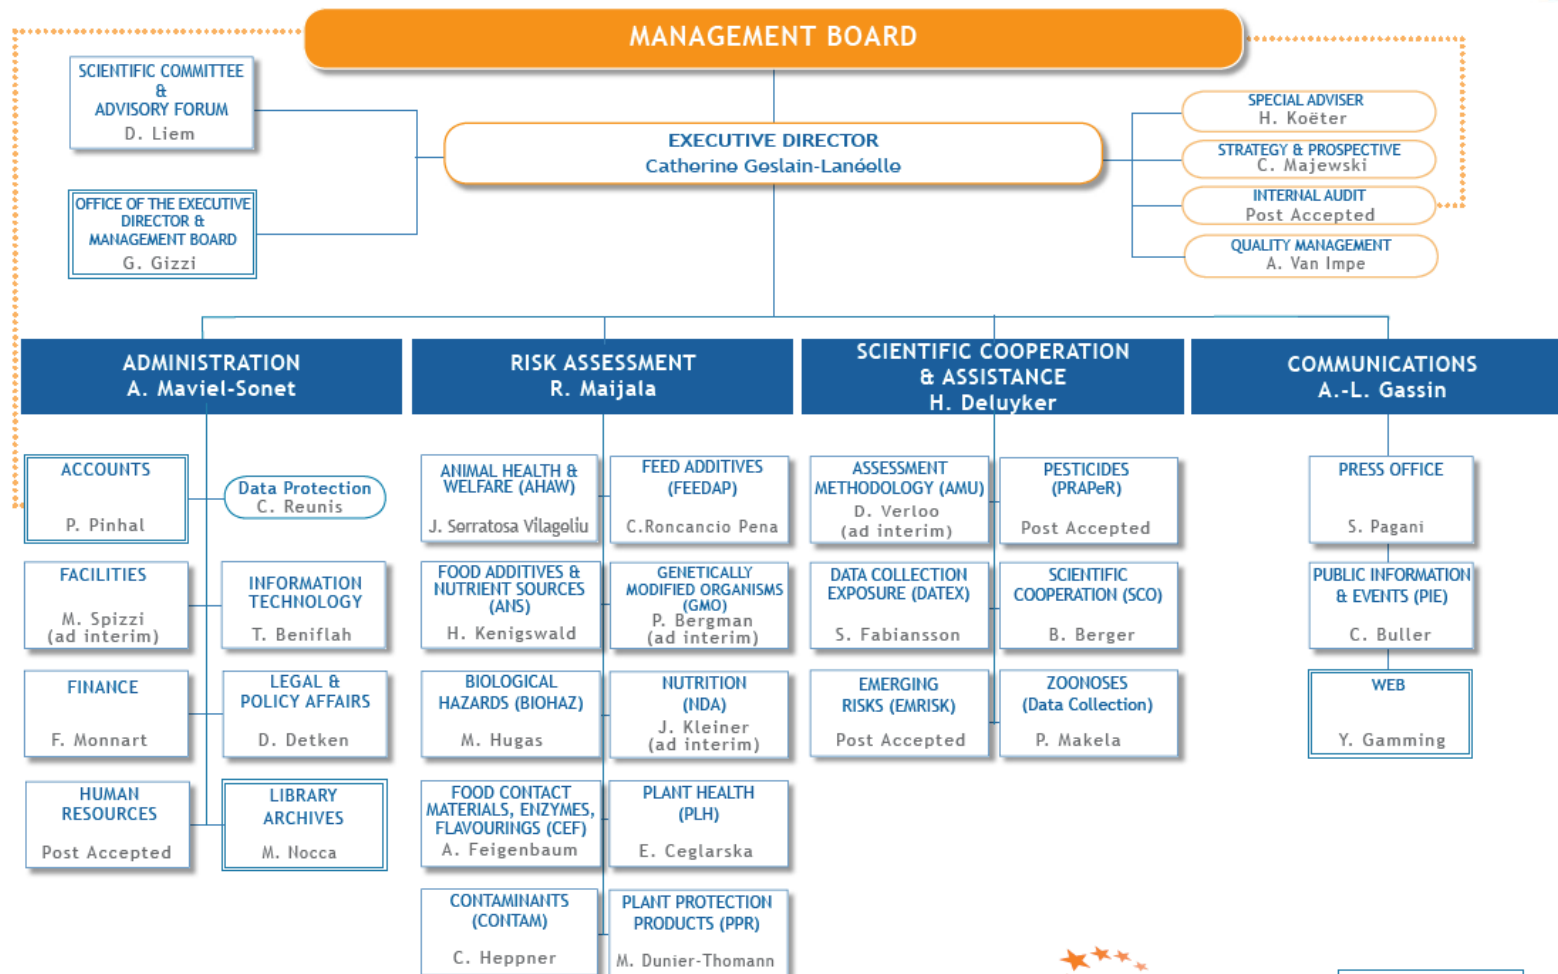 MANAGEMENT BOARD
SCIENTIFIC COMMITTEE
&
ADVISORY FORUM
D. Liem
EXECUTIVE DIRECTOR
Catherine Geslain-Lanéelle
SPECIAL ADVISER
H. Koëter
STRATEGY & PROSPECTIVE
C. Majewski
INTERNAL AUDIT
Post Accepted
QUALITY MANAGEMENT
A. Van Impe
OFFICE OF THE EXECUTIVE
DIRECTOR &
MANAGEMENT BOARD
G. Gizzi
ADMINISTRATION
A. Maviel-Sonet
RISK ASSESSMENT
R. Maijala
SCIENTIFIC COOPERATION
& ASSISTANCE
H. Deluyker
COMMUNICATIONS
A.-L. Gassin
ACCOUNTS
P. Pinhal
Data Protection
C. Reunis
FACILITIES
M. Spizzi
(ad interim)
INFORMATION
TECHNOLOGY
T. Beniflah
FINANCE
F. Monnart
LEGAL &
POLICY AFFAIRS
D. Detken
HUMAN
RESOURCES
Post Accepted
LIBRARY
ARCHIVES
M. Nocca
ANIMAL HEALTH &
WELFARE (AHAW)
J. Serratosa Vilageliu
FEED ADDITIVES
(FEEDAP)
C.Roncancio Pena
FOOD ADDITIVES &
NUTRIENT SOURCES
(ANS)
H. Kenigswald
GENETICALLY
MODIFIED ORGANISMS
(GMO)
P. Bergman
(ad interim)
BIOLOGICAL
HAZARDS (BIOHAZ)
M. Hugas
NUTRITION
(NDA)
J. Kleiner
(ad interim)
FOOD CONTACT
MATERIALS, ENZYMES,
FLAVOURINGS (CEF)
A. Feigenbaum
PLANT HEALTH
(PLH)
E. Ceglarska
CONTAMINANTS
(CONTAM)
C. Heppner
PLANT PROTECTION
PRODUCTS (PPR)
M. Dunier-Thomann
ASSESSMENT
METHODOLOGY (AMU)
D. Verloo
(ad interim)
PESTICIDES
(PRAPeR)
Post Accepted
DATA COLLECTION
EXPOSURE (DATEX)
S. Fabiansson
SCIENTIFIC
COOPERATION (SCO)
B. Berger
EMERGING
RISKS (EMRISK)
Post Accepted
ZOONOSES
(Data Collection)
P. Makela
PRESS OFFICE
S. Pagani
PUBLIC INFORMATION
& EVENTS (PIE)
C. Buller
WEB
Y. Gamming